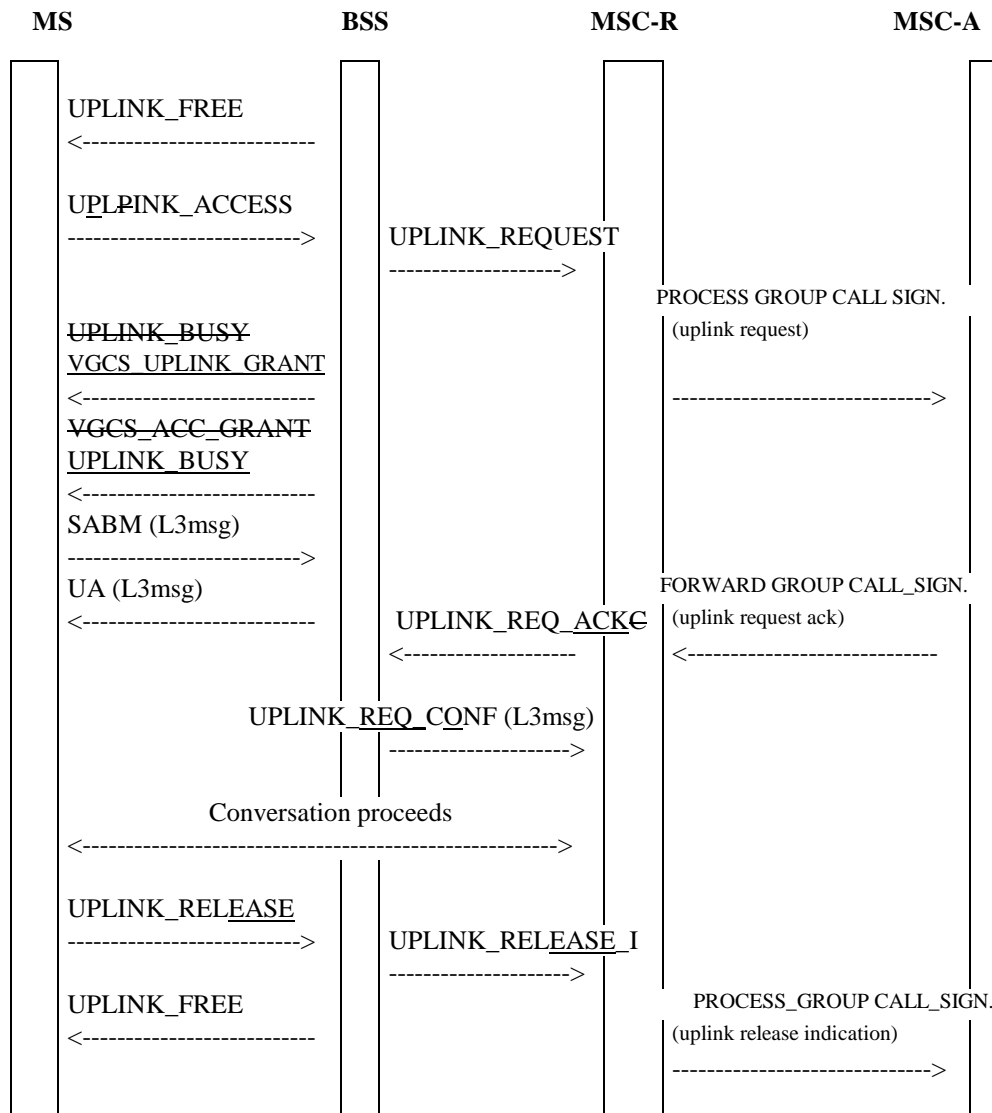 MS BSS MSC-R MSC-A
UPLINK_FREE
<---------------------------
UPLPINK_ACCESS
--------------------------->
UPLINK_REQUEST
-------------------->
PROCESS GROUP CALL SIGN.
UPLINK_BUSY
(uplink request)
VGCS_UPLINK_GRANT
<--------------------------- ------------------------------>
VGCS_ACC_GRANT
UPLINK_BUSY
<---------------------------
SABM (L3msg)
--------------------------->
UA (L3msg)
FORWARD GROUP CALL_SIGN.
<---------------------------
UPLINK_REQ_ACKC
(uplink request ack)
<-------------------- <-----------------------------
UPLINK_REQ_CONF (L3msg)
--------------------->
Conversation proceeds
<------------------------------------------------------->
UPLINK_RELEASE
--------------------------->
UPLINK_RELEASE_I
--------------------->
UPLINK_FREE
PROCESS_GROUP CALL_SIGN.
<---------------------------
(uplink release indication)
------------------------------>